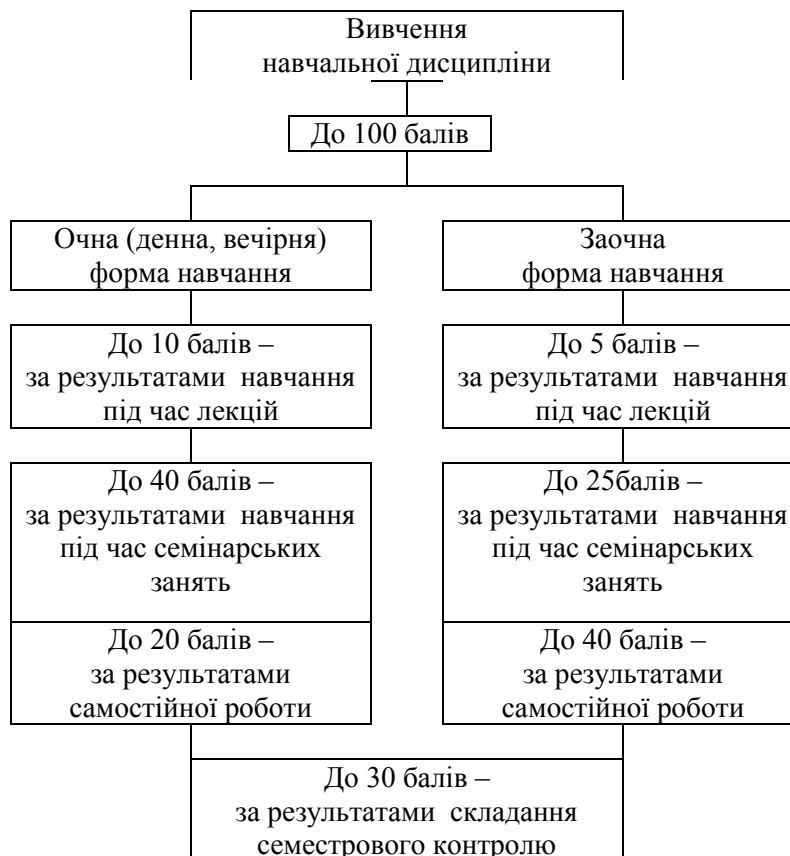 Вивчення
навчальної дисципліни
До 100 балів
Очна (денна, вечірня)
форма навчання
Заочна
форма навчання
До 10 балів –
за результатами навчання
під час лекцій
До 5 балів –
за результатами навчання
під час лекцій
До 40 балів –
за результатами навчання
під час семінарських
занять
До 25балів –
за результатами навчання
під час семінарських
занять
До 20 балів –
за результатами
самостійної роботи
До 40 балів –
за результатами
самостійної роботи
До 30 балів –
за результатами складання
семестрового контролю